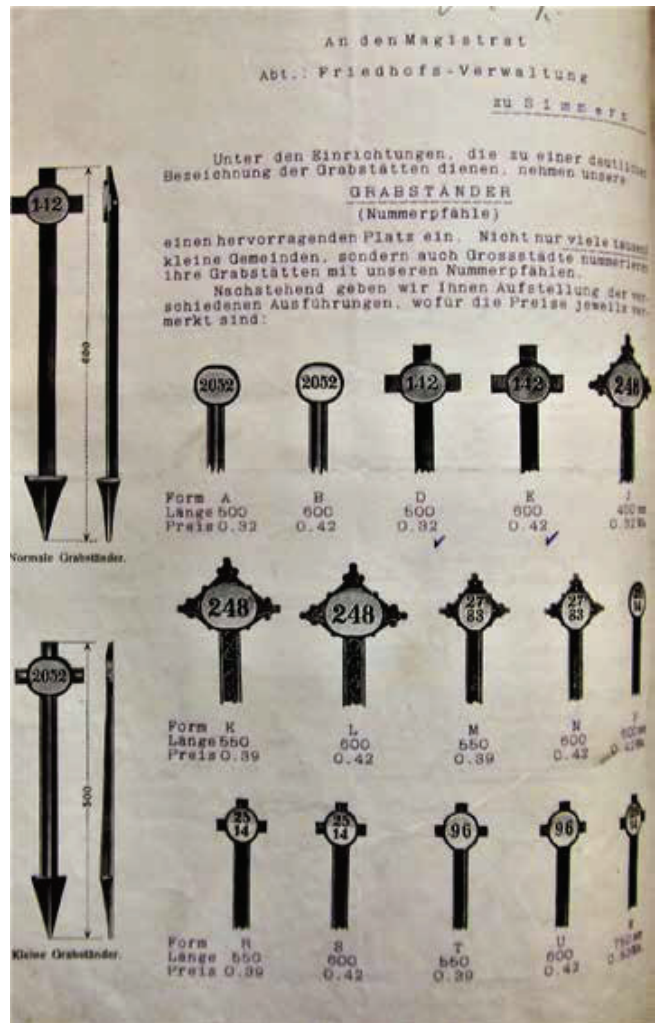 An den Magistrat
Abt.: Friedhofs-Verwaltung
zu Simmern
Unter den Einrichtungen, die zu einer deutlichen
Bezeichnung der Grabstätten dienen, nehmen unsere
GRABSTÄNDER
(Nummerpfähle)
einen hervorragenden Platz ein. Nicht nur viele tausend
kleine Gemeinden, sondern auch Grossstädte nummerieren
ihre Grabstätten mit unseren Nummerpfählen.
Nachstehend geben wir Ihnen Aufstellung der ver-
schiedenen Ausführungen, wofür die Preise jeweils ver-
merkt sind:
142
600
Normale Grabständer.
2052 2052 142 142 248
Form A B D E J
Länge 500 600 500 600 400
Preis 0.32 0.42 0.32 0.42 0.32
248 248 27 83 27 83
Form K L M N
Länge 550 600 550 600
Preis 0.39 0.42 0.39 0.42
2052
500
Kleine Grabständer.
25 14 25 14 96 96
Form R S T U
Länge 550 600 550 600
Preis 0.39 0.42 0.39 0.42